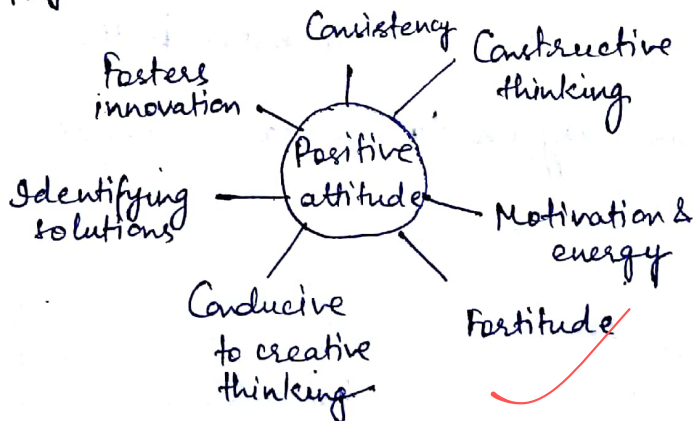 Consistency
Constructive
thinking
Fosters
innovation
Positive
attitude
Identifying
solutions
Motivation &
energy
Conducive
to creative
thinking
Fortitude